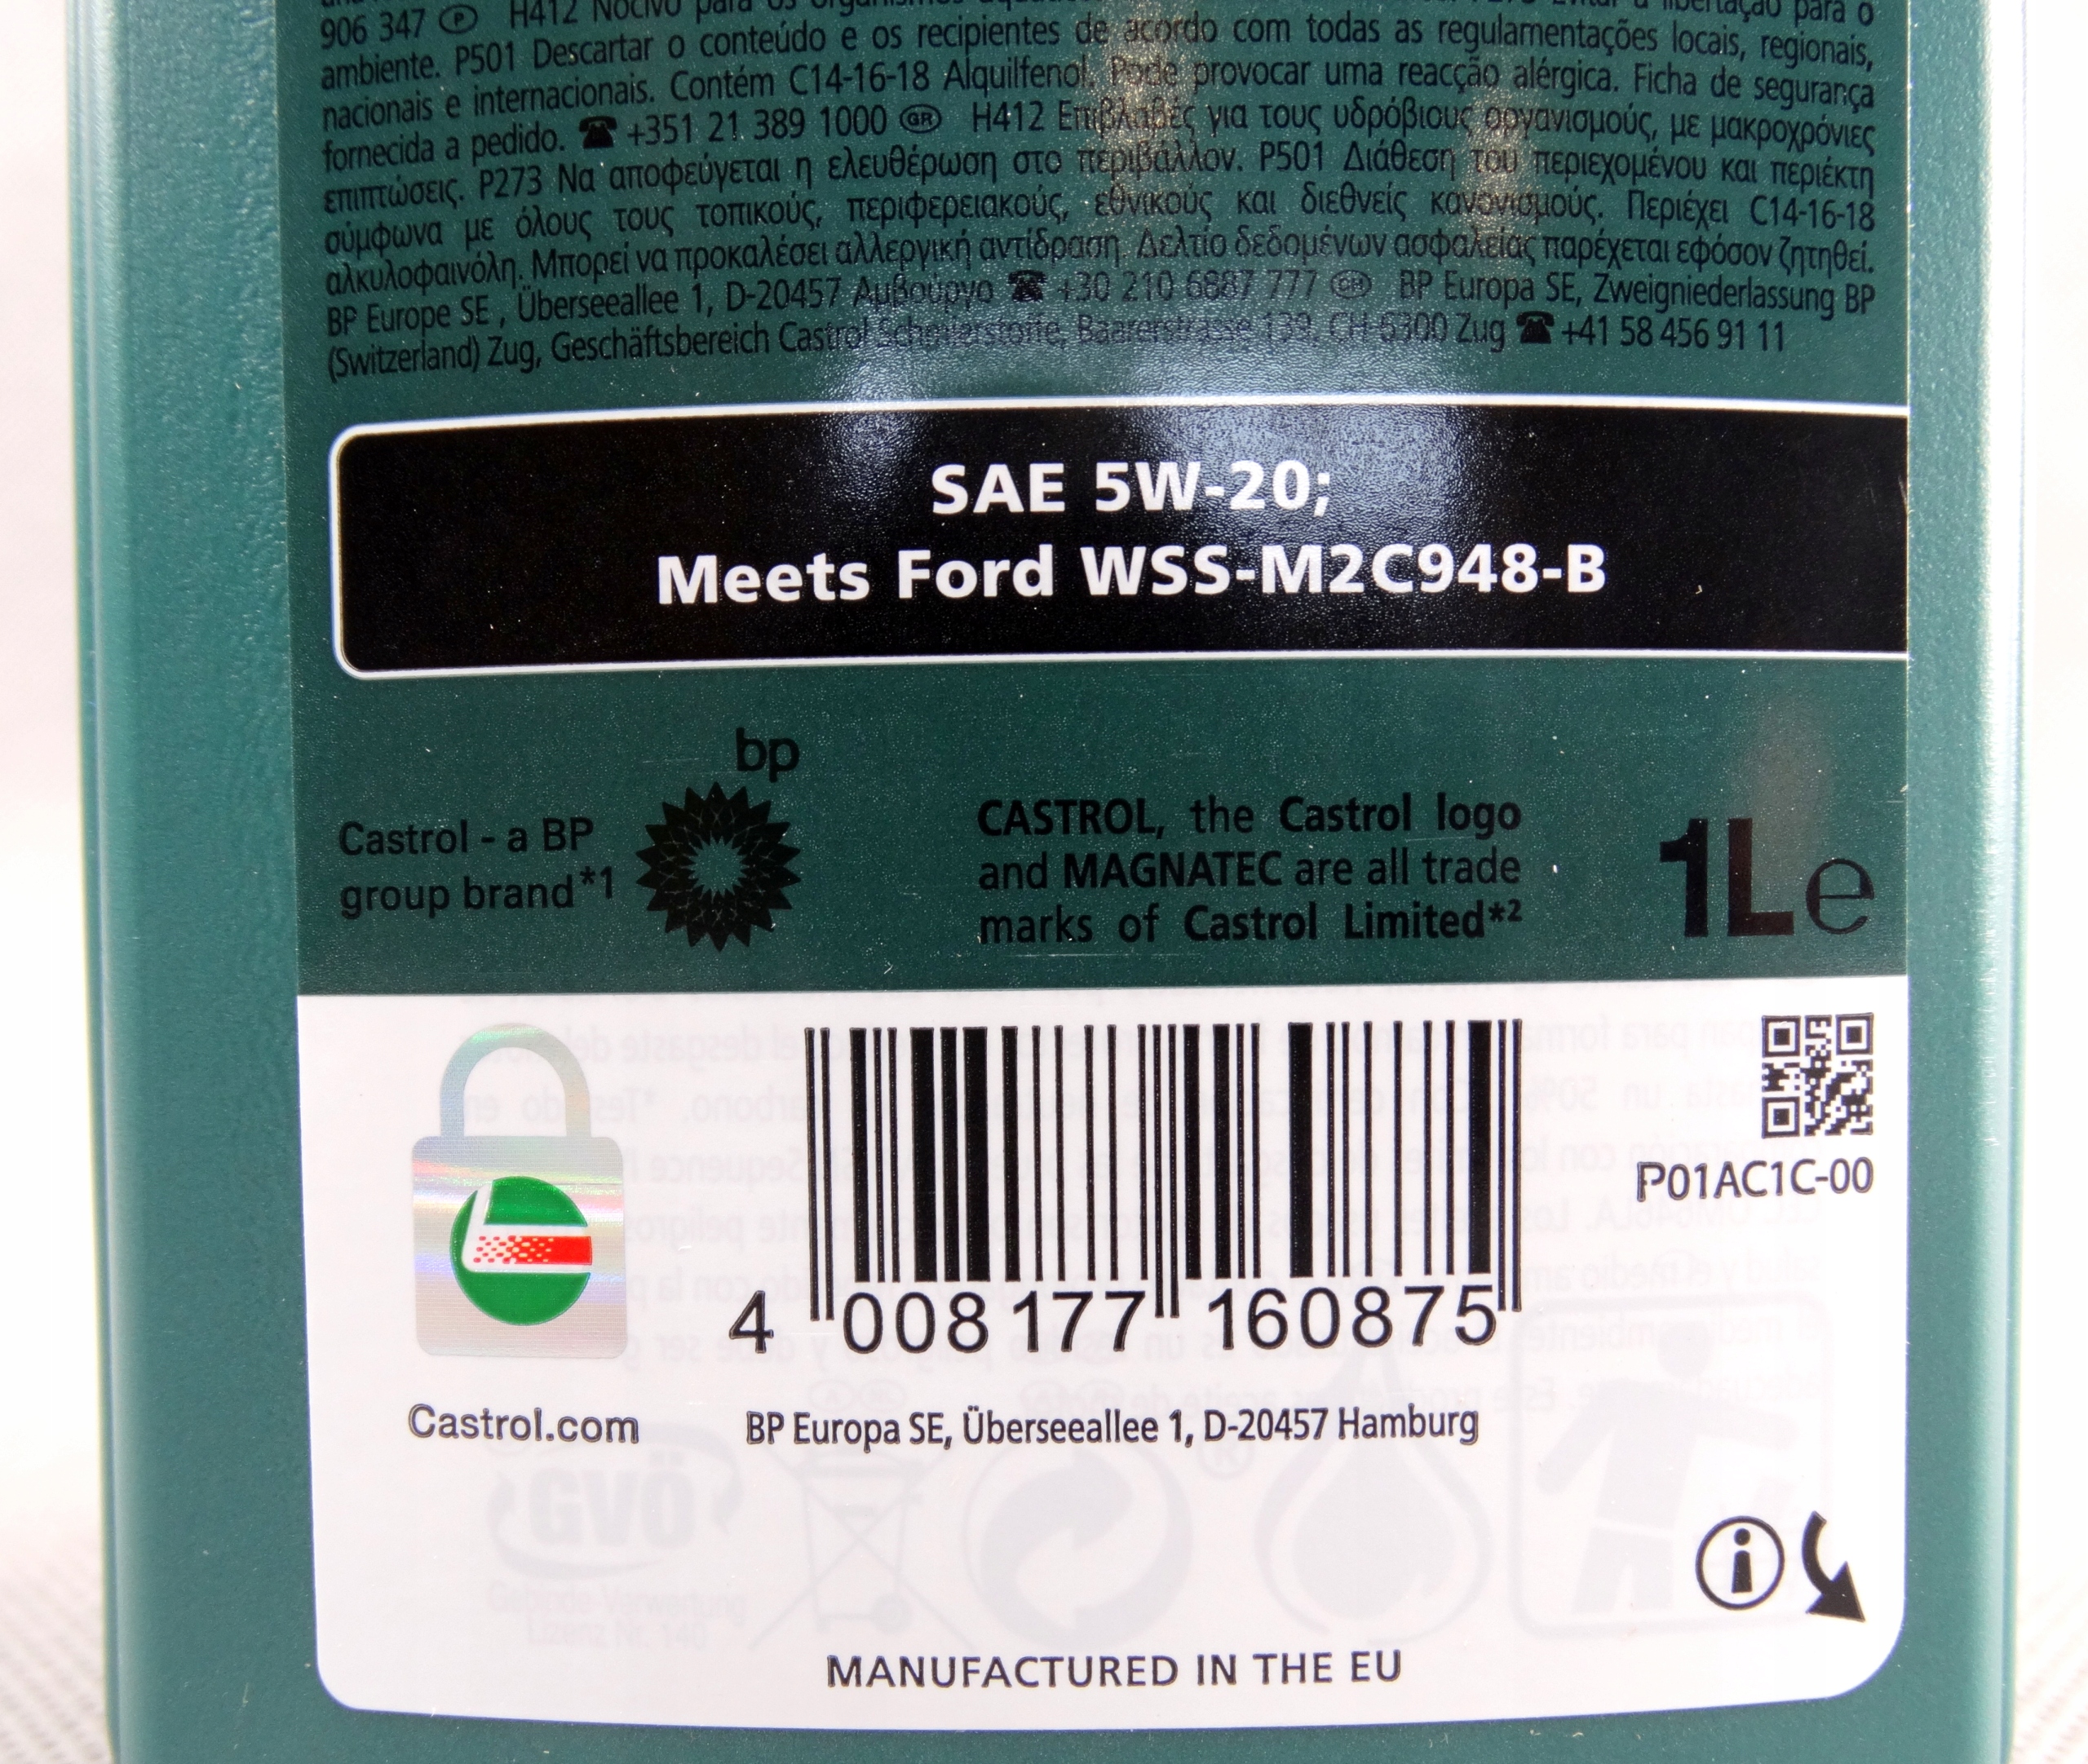 906 347 (P) H412 Nocivo para os organismos
ambiente. P501 Descartar o conteúdo e os recipientes de acordo com todas as regulamentações locais, regionais,
nacionais e internacionais. Contém C14-16-18 Alquilfenol. Pode provocar uma reacção alérgica. Ficha de segurança
fornecida a pedido. ☎ +351 21 389 1000 (GR) H412 Επιβλαβές για τους υδρόβιους οργανισμούς, με μακροχρόνιες
επιπτώσεις. P273 Να αποφεύγεται η ελευθέρωση στο περιβάλλον. P501 Διάθεση του περιεχομένου και περιέκτη
σύμφωνα με όλους τους τοπικούς, περιφερειακούς, εθνικούς και διεθνείς κανονισμούς. Περιέχει C14-16-18
αλκυλοφαινόλη. Μπορεί να προκαλέσει αλλεργική αντίδραση. Δελτίο δεδομένων ασφαλείας παρέχεται εφόσον ζητηθεί.
BP Europe SE , Überseeallee 1, D-20457 Αμβούργο ☎ +30 210 6887 777 (CH) BP Europa SE, Zweigniederlassung BP
(Switzerland) Zug, Geschäftsbereich Castrol Baarerstrasse 139, CH-6300 Zug ☎ +41 58 456 91 11
SAE 5W-20;
Meets Ford WSS-M2C948-B
bp
Castrol - a BP
group brand*1
CASTROL, the Castrol logo
and MAGNATEC are all trade
marks of Castrol Limited*2
1L e
P01AC1C-00
4 008177 160875
Castrol.com
BP Europa SE, Überseeallee 1, D-20457 Hamburg
MANUFACTURED IN THE EU